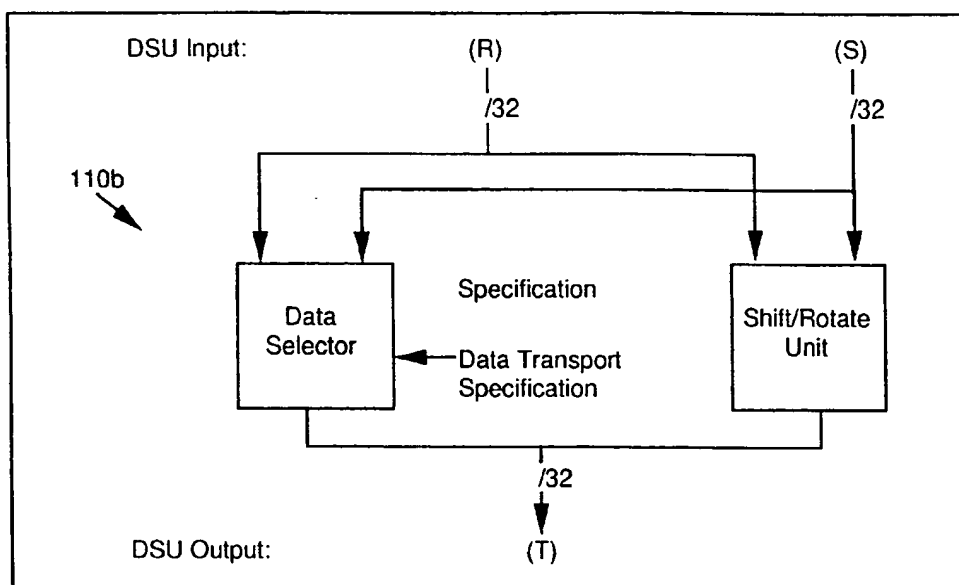 DSU Input: (R) (S)
/32 /32
110b
Specification
Data Selector
Shift/Rotate Unit
Data Transport Specification
/32
DSU Output: (T)